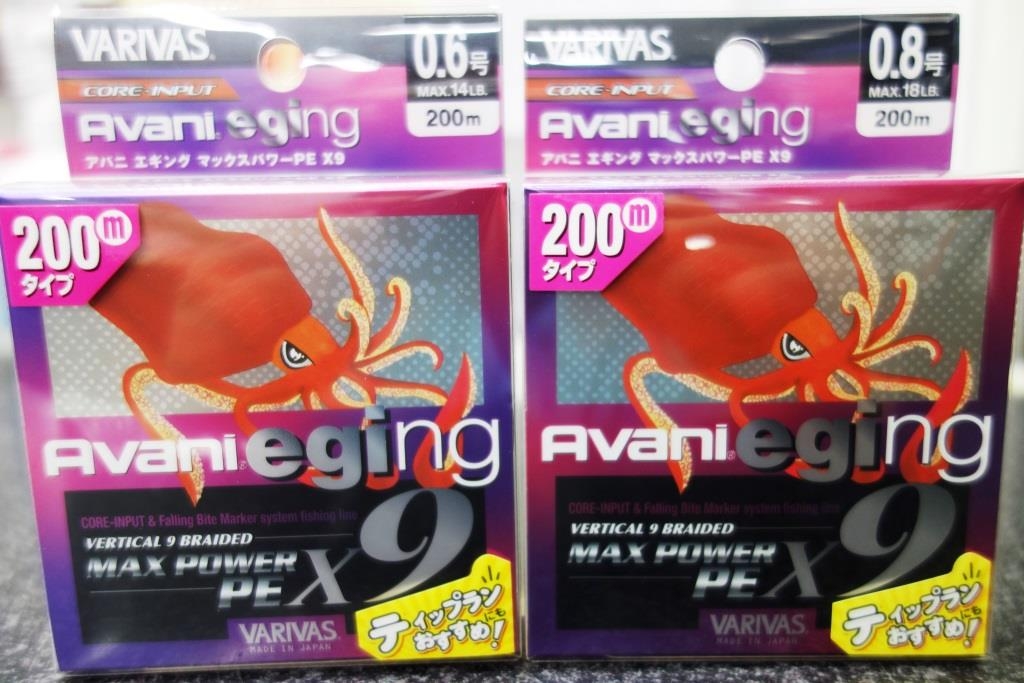 VARIVAS®
0.6号
MAX.14LB.
200m
CORE-INPUT
Avani® eging
アバニ エギング マックスパワーPE X9
200m
タイプ
Avani® eging
CORE-INPUT & Falling Bite Marker system fishing line
VERTICAL 9 BRAIDED
MAX POWER
PE X9
VARIVAS®
MADE IN JAPAN
ティップラン
にも
おすすめ!
VARIVAS®
0.8号
MAX.18LB.
200m
CORE-INPUT
Avani® eging
アバニ エギング マックスパワーPE X9
200m
タイプ
Avani® eging
CORE-INPUT & Falling Bite Marker system fishing line
VERTICAL 9 BRAIDED
MAX POWER
PE X9
VARIVAS®
MADE IN JAPAN
ティップラン
にも
おすすめ!